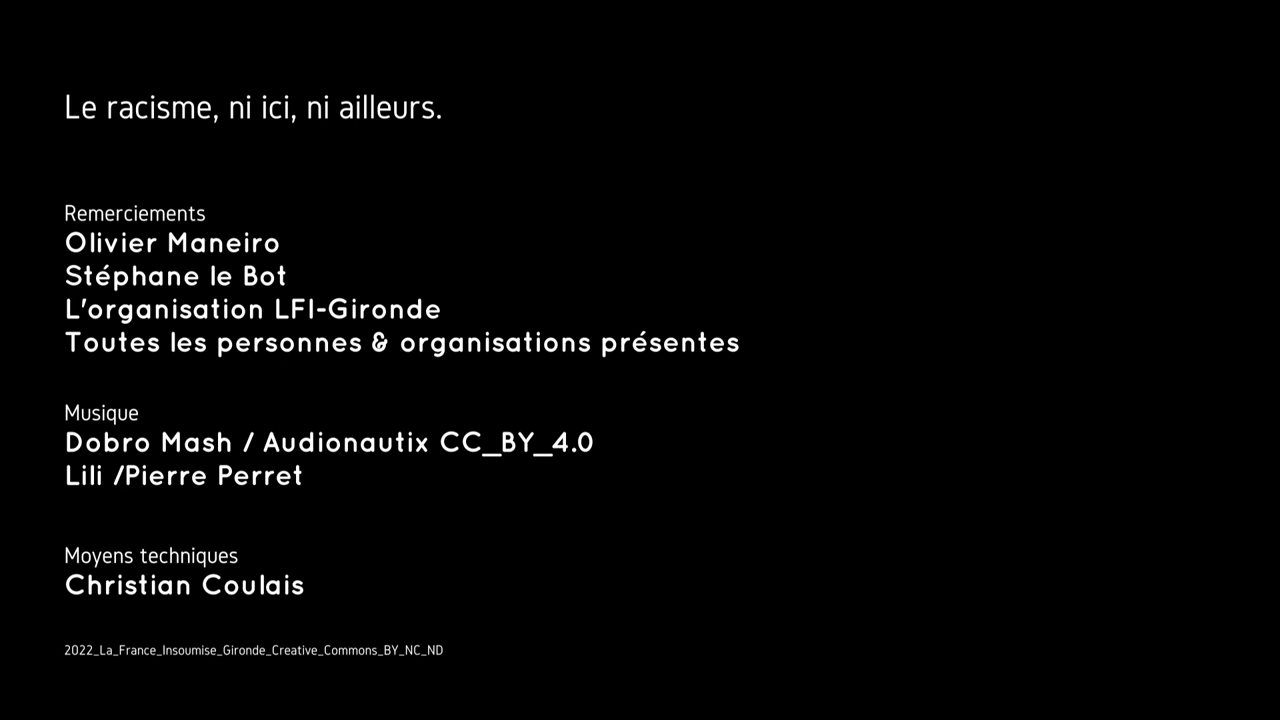 Le racisme, ni ici, ni ailleurs.
Remerciements
Olivier Maneiro
Stéphane le Bot
L'organisation LFI-Gironde
Toutes les personnes & organisations présentes
Musique
Dobro Mash / Audionautix CC_BY_4.0
Lili /Pierre Perret
Moyens techniques
Christian Coulais
2022_La_France_Insoumise_Gironde_Creative_Commons_BY_NC_ND